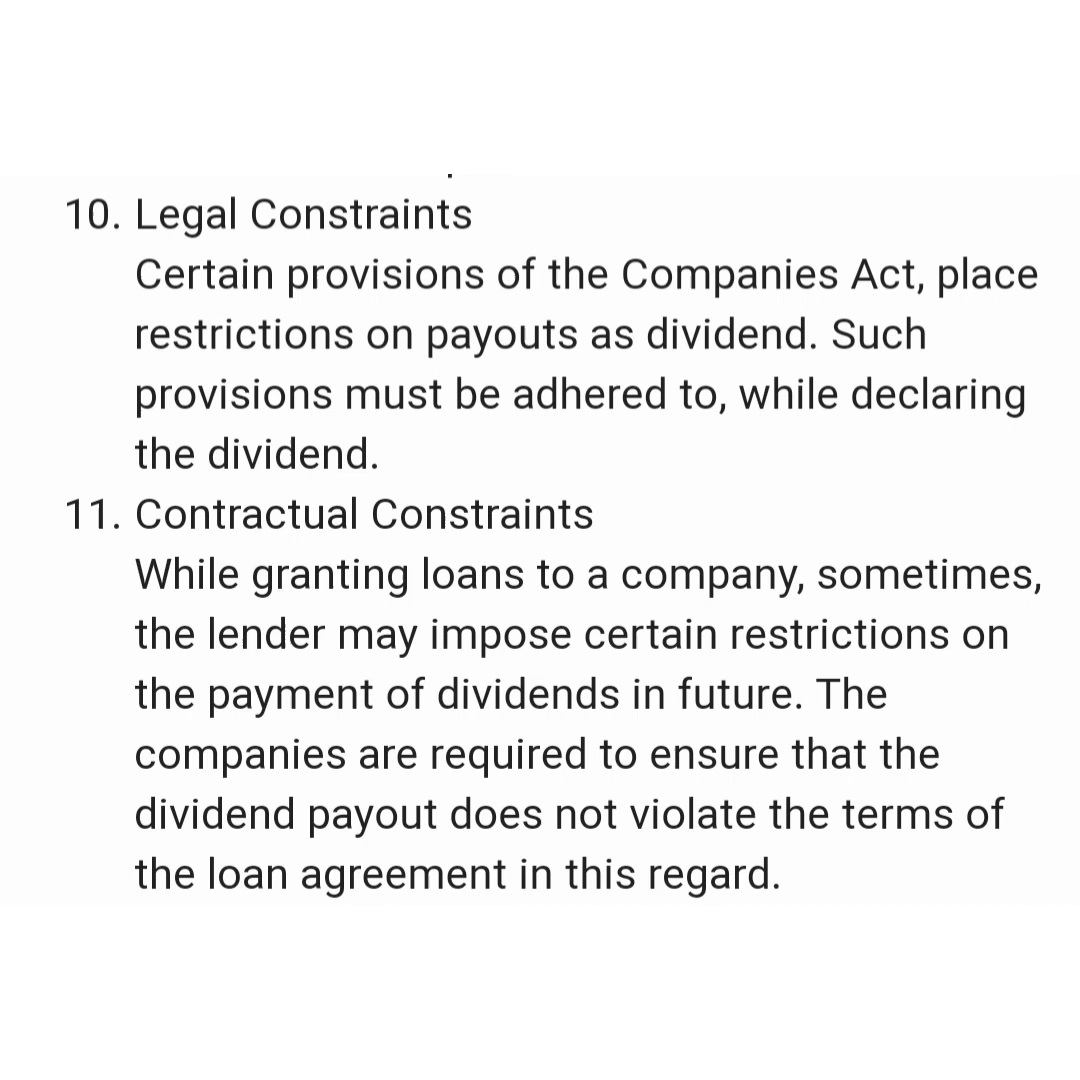 10. Legal Constraints
Certain provisions of the Companies Act, place
restrictions on payouts as dividend. Such
provisions must be adhered to, while declaring
the dividend.
11. Contractual Constraints
While granting loans to a company, sometimes,
the lender may impose certain restrictions on
the payment of dividends in future. The
companies are required to ensure that the
dividend payout does not violate the terms of
the loan agreement in this regard.